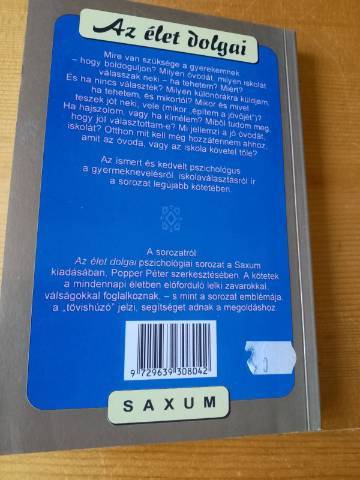 Az élet dolgai
Mire van szüksége a gyerekemnek
– hogy boldoguljon? Milyen óvodát, milyen iskolát
válasszak neki – ha tehetem? Miért?
És ha nincs választék? Milyen különórákra küldjem,
ha tehetem, és mikortól? Mikor és mivel
teszek jót neki, vele (mikor „építem a jövőjét")?
Ha hajszolom, vagy ha kímélem? Miből tudom meg,
hogy jól választottam-e? Mi jellemzi a jó óvodát,
iskolát? Otthon mit kell még hozzátennem ahhoz,
amit az óvoda, vagy az iskola követel tőle?
Az ismert és kedvelt pszichológus
a gyermeknevelésről, iskolaválasztásról ír
a sorozat legújabb kötetében.
A sorozatról
Az élet dolgai pszichológiai sorozat a Saxum
kiadásában, Popper Péter szerkesztésében. A kötetek
a mindennapi életben előforduló lelki zavarokkal,
válságokkal foglalkoznak, – s mint a sorozat emblémája,
a „tövishúzó" jelzi, segítséget adnak a megoldáshoz.
9 729639 308042
SAXUM